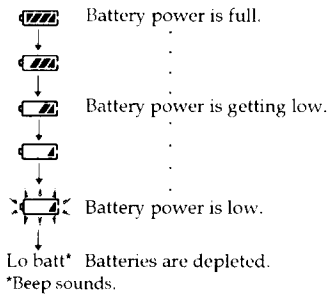 Battery power is full.
Battery power is getting low.
Battery power is low.
Lo batt* Batteries are depleted.
*Beep sounds.